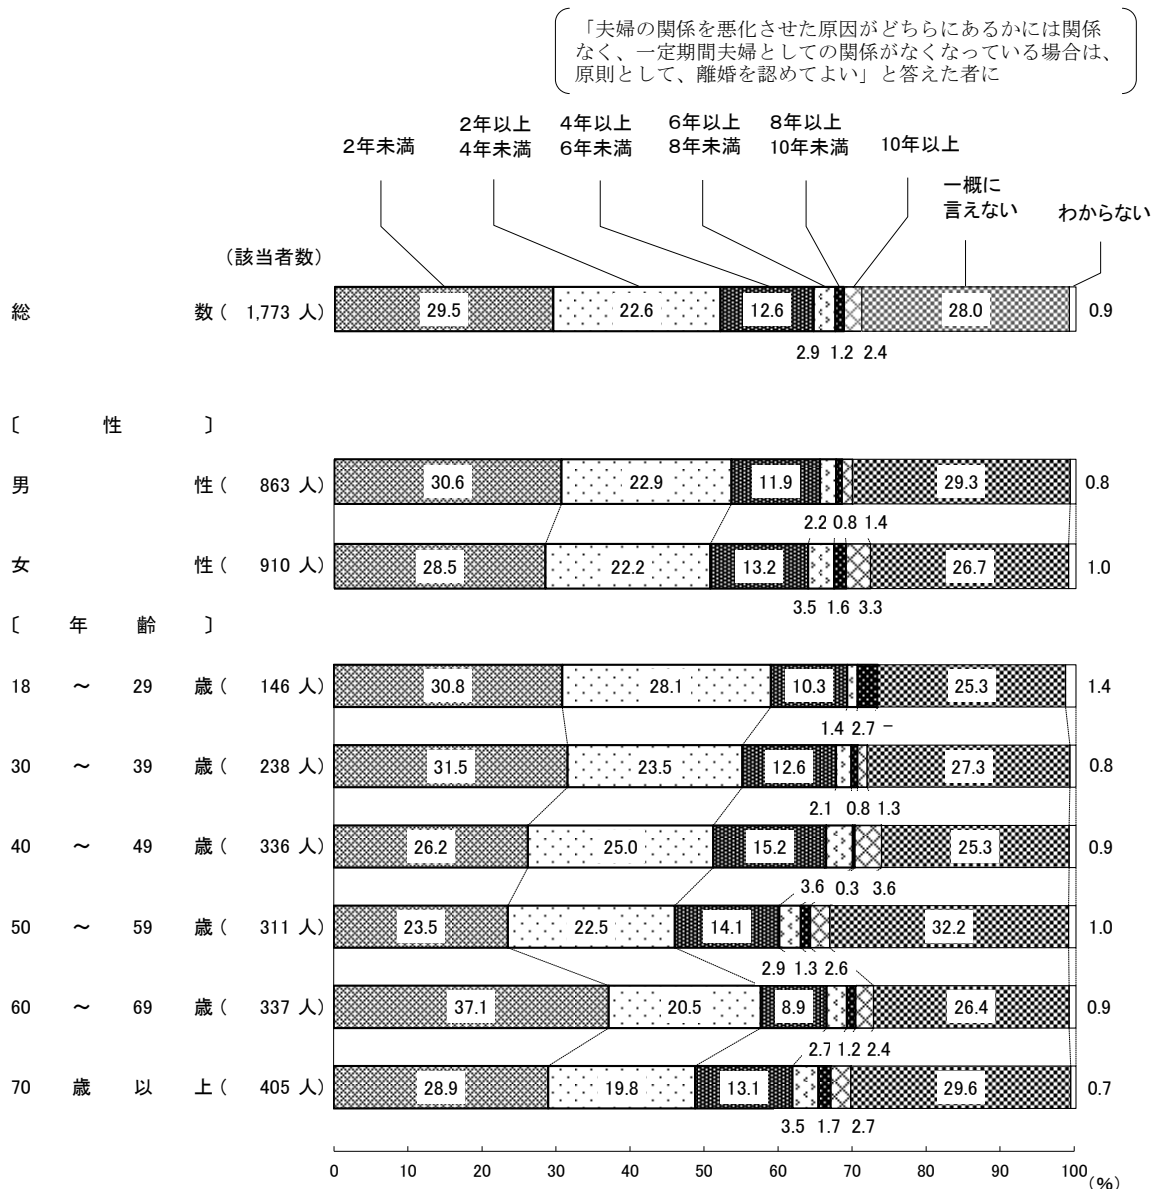 「夫婦の関係を悪化させた原因がどちらにあるかには関係
なく、一定期間夫婦としての関係がなくなっている場合は、
原則として、離婚を認めてよい」と答えた者に
2年未満
2年以上
4年未満
4年以上
6年未満
6年以上
8年未満
8年以上
10年未満
10年以上
一概に
言えない
わからない
(該当者数)
総 数 ( 1,773 人) 29.5 22.6 12.6 28.0 0.9
2.9 1.2 2.4
〔 性 〕
男 性 ( 863 人) 30.6 22.9 11.9 29.3 0.8
2.2 0.8 1.4
女 性 ( 910 人) 28.5 22.2 13.2 26.7 1.0
3.5 1.6 3.3
〔 年 齢 〕
18 ~ 29 歳 ( 146 人) 30.8 28.1 10.3 25.3 1.4
1.4 2.7 -
30 ~ 39 歳 ( 238 人) 31.5 23.5 12.6 27.3 0.8
2.1 0.8 1.3
40 ~ 49 歳 ( 336 人) 26.2 25.0 15.2 25.3 0.9
3.6 0.3 3.6
50 ~ 59 歳 ( 311 人) 23.5 22.5 14.1 32.2 1.0
2.9 1.3 2.6
60 ~ 69 歳 ( 337 人) 37.1 20.5 8.9 26.4 0.9
2.7 1.2 2.4
70 歳 以 上 ( 405 人) 28.9 19.8 13.1 29.6 0.7
3.5 1.7 2.7
0 10 20 30 40 50 60 70 80 90 100 (%)